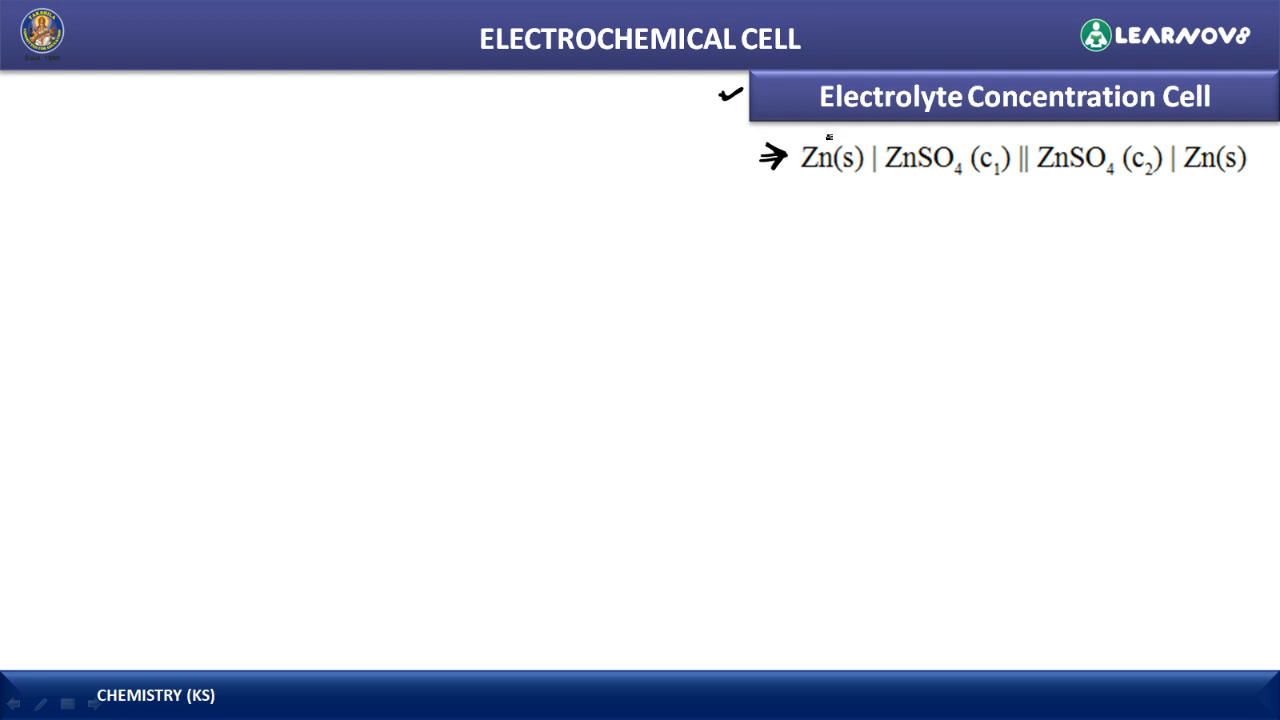 ELECTROCHEMICAL CELL
LEARNOV8
Electrolyte Concentration Cell
⇒ Zn(s) | ZnSO₄ (c₁) || ZnSO₄ (c₂) | Zn(s)
CHEMISTRY (KS)